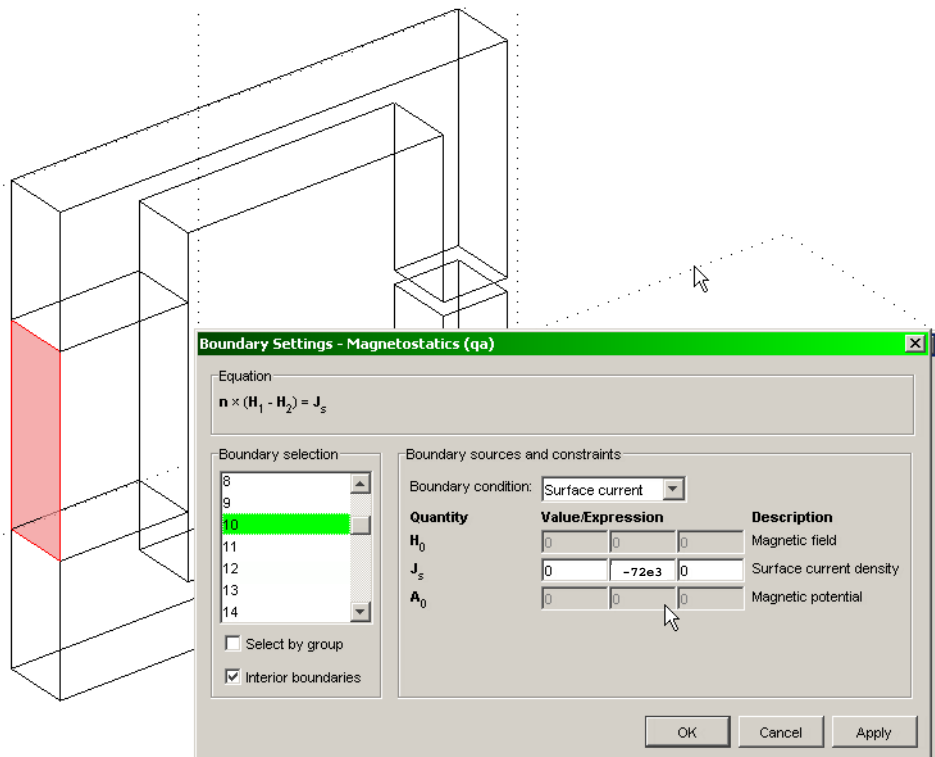 Boundary Settings - Magnetostatics (qa)
Equation
n × (H1 - H2) = Js
Boundary selection
8
9
10
11
12
13
14
Select by group
Interior boundaries
Boundary sources and constraints
Boundary condition: Surface current
Quantity Value/Expression Description
H0 0 0 0 Magnetic field
Js 0 -72e3 0 Surface current density
A0 0 0 0 Magnetic potential
OK Cancel Apply